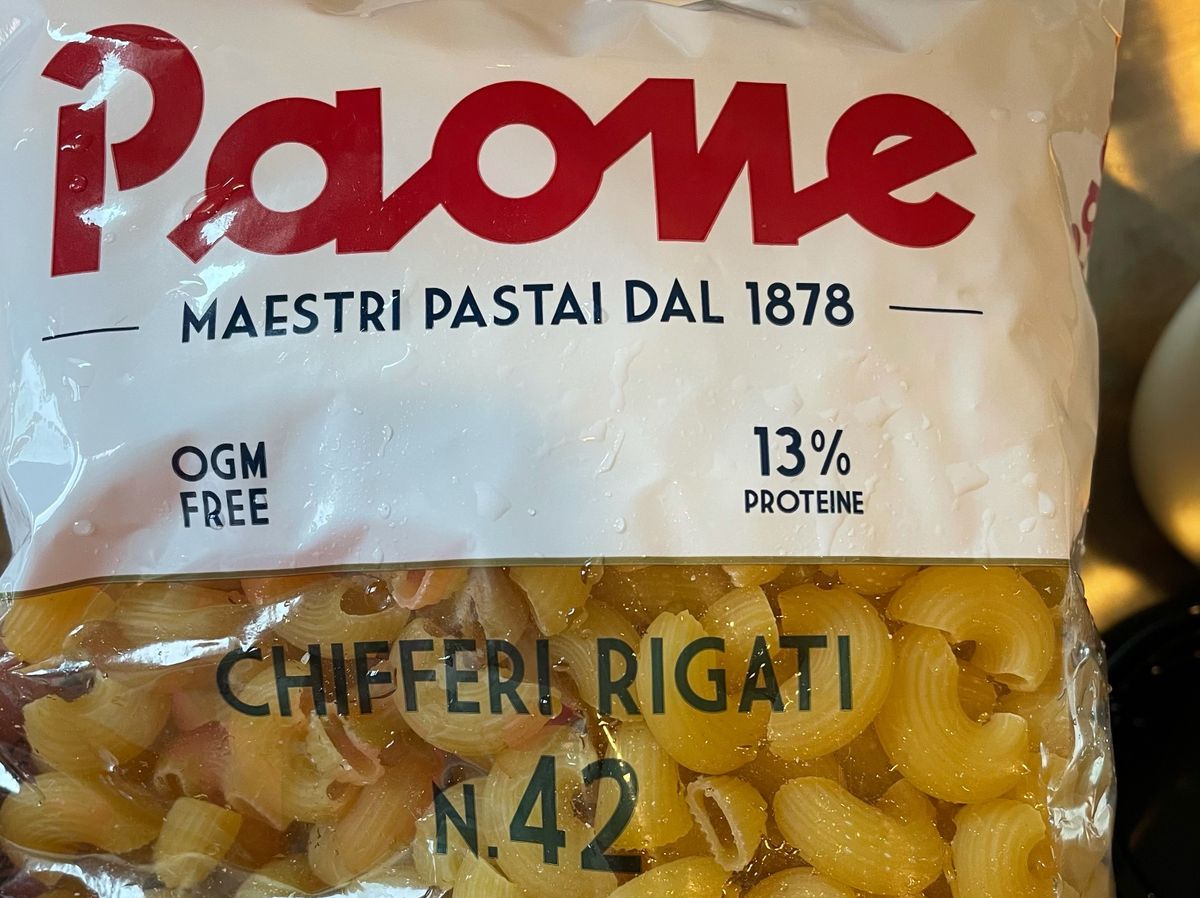 Paone
MAESTRI PASTAI DAL 1878
OGM
FREE
13%
PROTEINE
CHIFFERI RIGATI
N.42